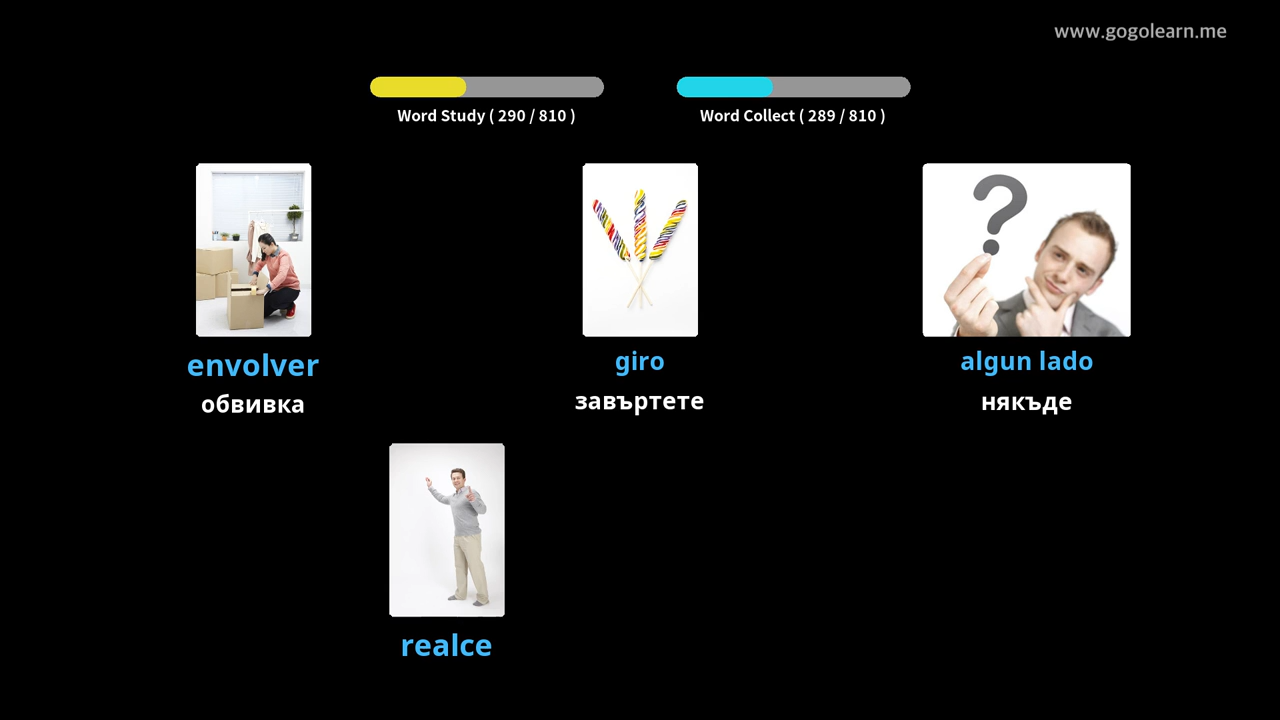 www.gogolearn.me
Word Study ( 290 / 810 )
Word Collect ( 289 / 810 )
envolver
обвивка
giro
завъртете
algun lado
някъде
realce